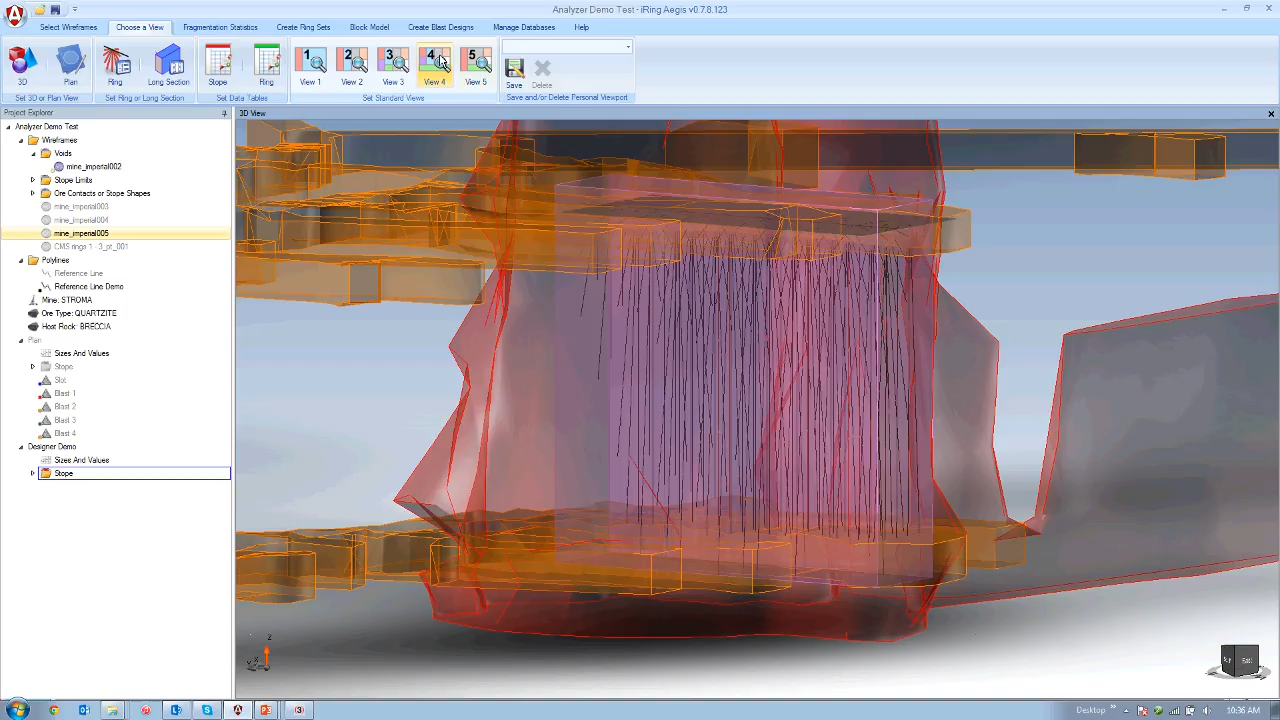 Analyzer Demo Test - iRing Aegis v0.7.8.123
Select Wireframes Choose a View Fragmentation Statistics Create Ring Sets Block Model Create Blast Designs Manage Databases Help
3D Plan Ring Long Section Stope Ring View 1 View 2 View 3 View 4 View 5 Save Delete
Set 3D or Plan View Set Ring or Long Section Set Data Tables Set Standard Views Save and/or Delete Personal Viewport
Project Explorer
3D View
Analyzer Demo Test
Wireframes
Voids
mine_imperial002
Stope Limits
Ore Contacts or Stope Shapes
mine_imperial003
mine_imperial004
mine_imperial005
CMS rings 1 - 3_pt_001
Polylines
Reference Line
Reference Line Demo
Mine: STROMA
Ore Type: QUARTZITE
Host Rock: BRECCIA
Plan
Sizes And Values
Stope
Slot
Blast 1
Blast 2
Blast 3
Blast 4
Designer Demo
Sizes And Values
Stope
Z
Desktop 10:36 AM